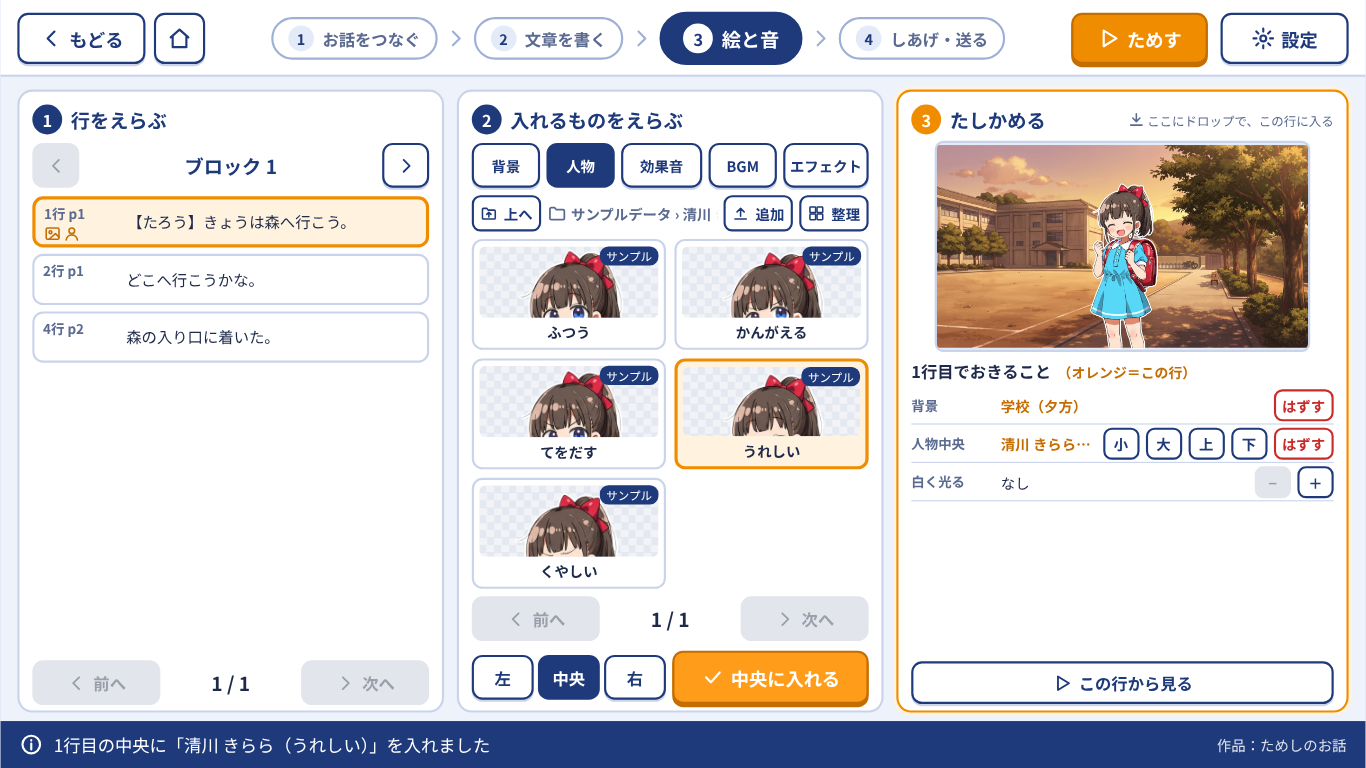 もどる
1 お話をつなぐ
2 文章を書く
3 絵と音
4 しあげ・送る
ためす
設定
1 行をえらぶ
ブロック 1
1行 p1
【たろう】きょうは森へ行こう。
2行 p1
どこへ行こうかな。
4行 p2
森の入り口に着いた。
前へ
1 / 1
次へ
2 入れるものをえらぶ
背景
人物
効果音
BGM
エフェクト
上へ
サンプルデータ › 清川
追加
整理
サンプル
ふつう
サンプル
かんがえる
サンプル
てをだす
サンプル
うれしい
サンプル
くやしい
前へ
1 / 1
次へ
左
中央
右
中央に入れる
3 たしかめる
ここにドロップで、この行に入る
1行目でおきること （オレンジ＝この行）
背景 学校（夕方） はずす
人物中央 清川 きらら… 小 大 上 下 はずす
白く光る なし − ＋
この行から見る
1行目の中央に「清川 きらら（うれしい）」を入れました
作品：ためしのお話